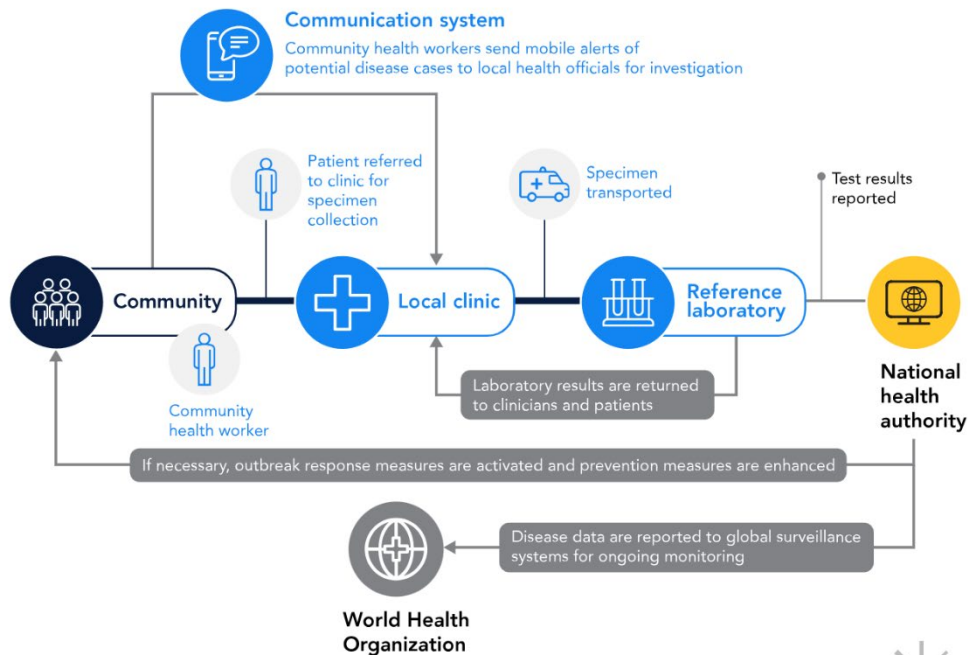 Communication system
Community health workers send mobile alerts of
potential disease cases to local health officials for investigation
Patient referred
to clinic for
specimen
collection
Specimen
transported
Test results
reported
Community
Local clinic
Reference
laboratory
Community
health worker
Laboratory results are returned
to clinicians and patients
National
health
authority
If necessary, outbreak response measures are activated and prevention measures are enhanced
Disease data are reported to global surveillance
systems for ongoing monitoring
World Health
Organization